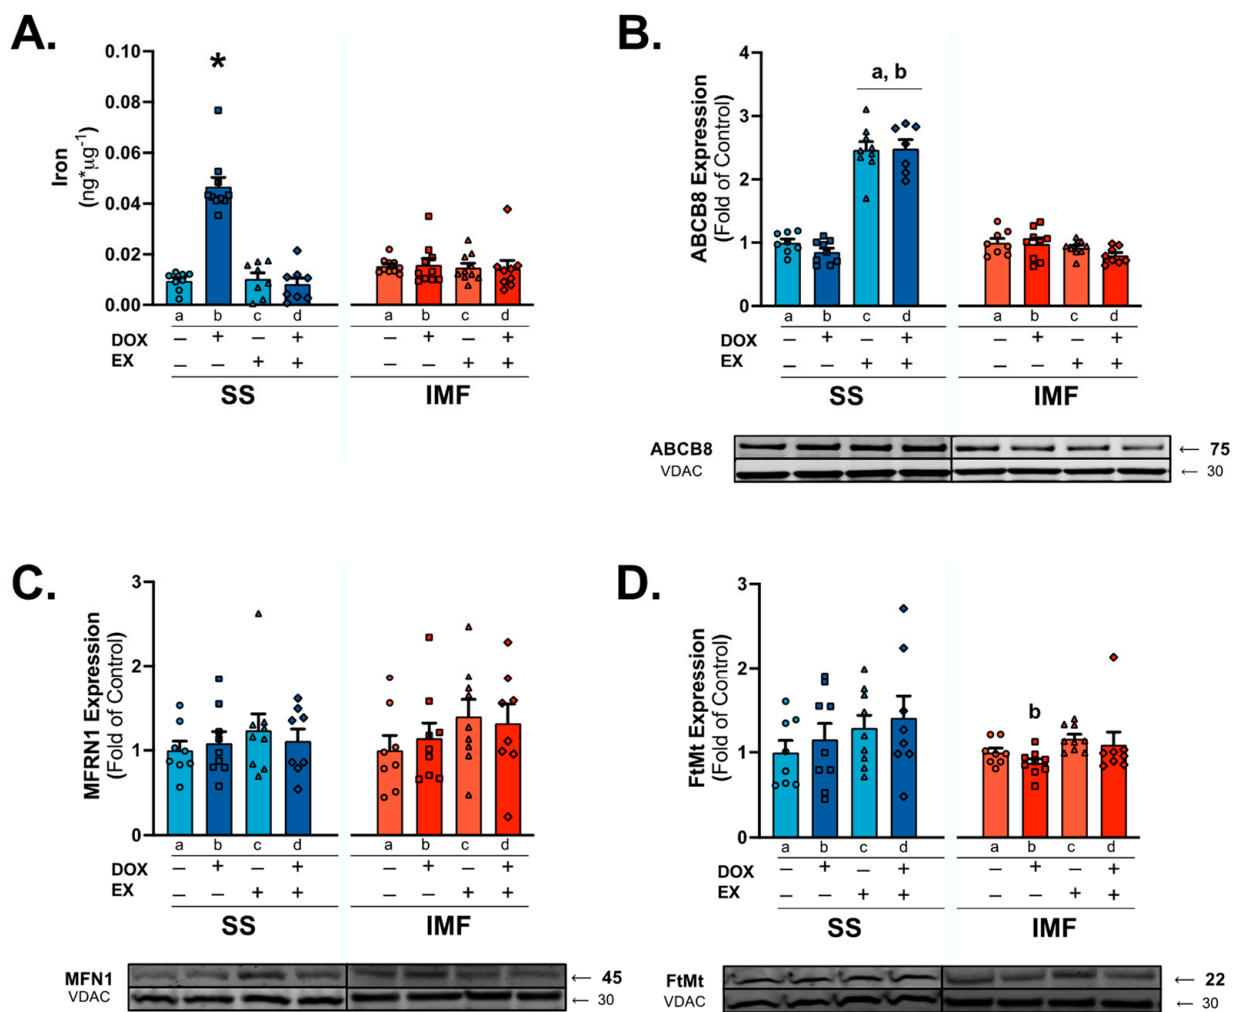 A.
Iron
(ng*µg-1)
0.10
0.08
0.06
0.04
0.02
0.00
*
a b c d a b c d
DOX – + – + – + – +
EX – – + + – – + +
SS IMF
B.
ABCB8 Expression
(Fold of Control)
4
3
2
1
0
a, b
a b c d a b c d
DOX – + – + – + – +
EX – – + + – – + +
SS IMF
ABCB8 ← 75
VDAC ← 30
C.
MFRN1 Expression
(Fold of Control)
3
2
1
0
a b c d a b c d
DOX – + – + – + – +
EX – – + + – – + +
SS IMF
MFN1 ← 45
VDAC ← 30
D.
FtMt Expression
(Fold of Control)
3
2
1
0
b
a b c d a b c d
DOX – + – + – + – +
EX – – + + – – + +
SS IMF
FtMt ← 22
VDAC ← 30